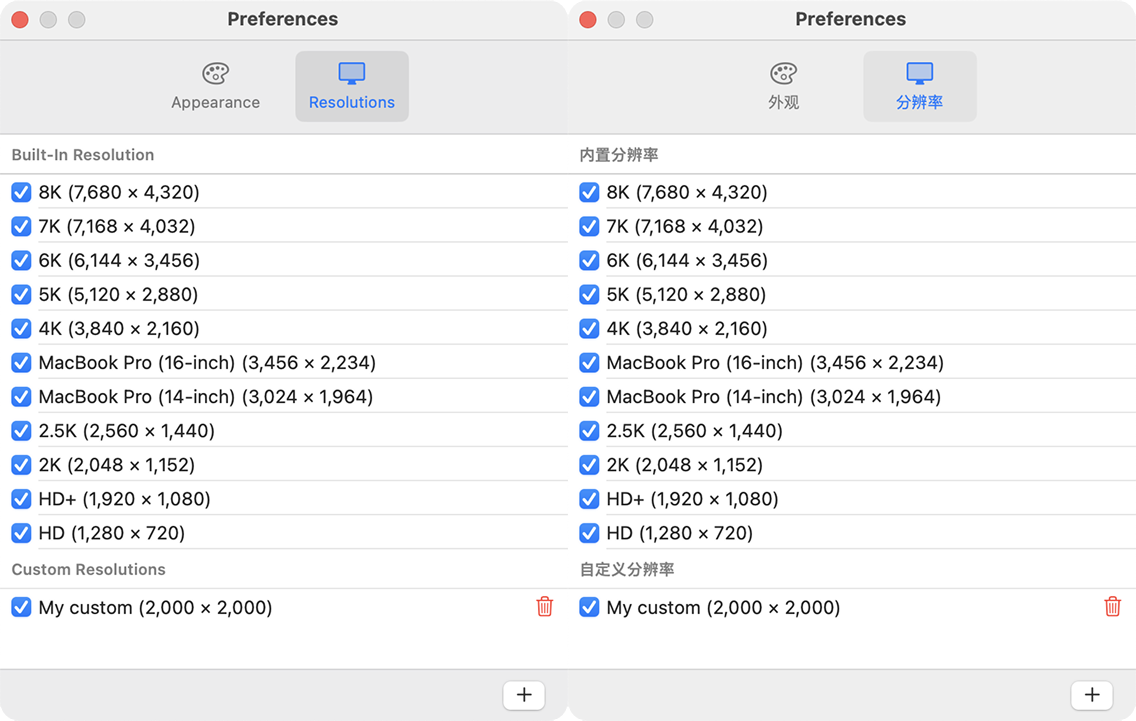 Preferences
Appearance
Resolutions
Built-In Resolution
8K (7,680 × 4,320)
7K (7,168 × 4,032)
6K (6,144 × 3,456)
5K (5,120 × 2,880)
4K (3,840 × 2,160)
MacBook Pro (16-inch) (3,456 × 2,234)
MacBook Pro (14-inch) (3,024 × 1,964)
2.5K (2,560 × 1,440)
2K (2,048 × 1,152)
HD+ (1,920 × 1,080)
HD (1,280 × 720)
Custom Resolutions
My custom (2,000 × 2,000)
Preferences
外观
分辨率
内置分辨率
8K (7,680 × 4,320)
7K (7,168 × 4,032)
6K (6,144 × 3,456)
5K (5,120 × 2,880)
4K (3,840 × 2,160)
MacBook Pro (16-inch) (3,456 × 2,234)
MacBook Pro (14-inch) (3,024 × 1,964)
2.5K (2,560 × 1,440)
2K (2,048 × 1,152)
HD+ (1,920 × 1,080)
HD (1,280 × 720)
自定义分辨率
My custom (2,000 × 2,000)